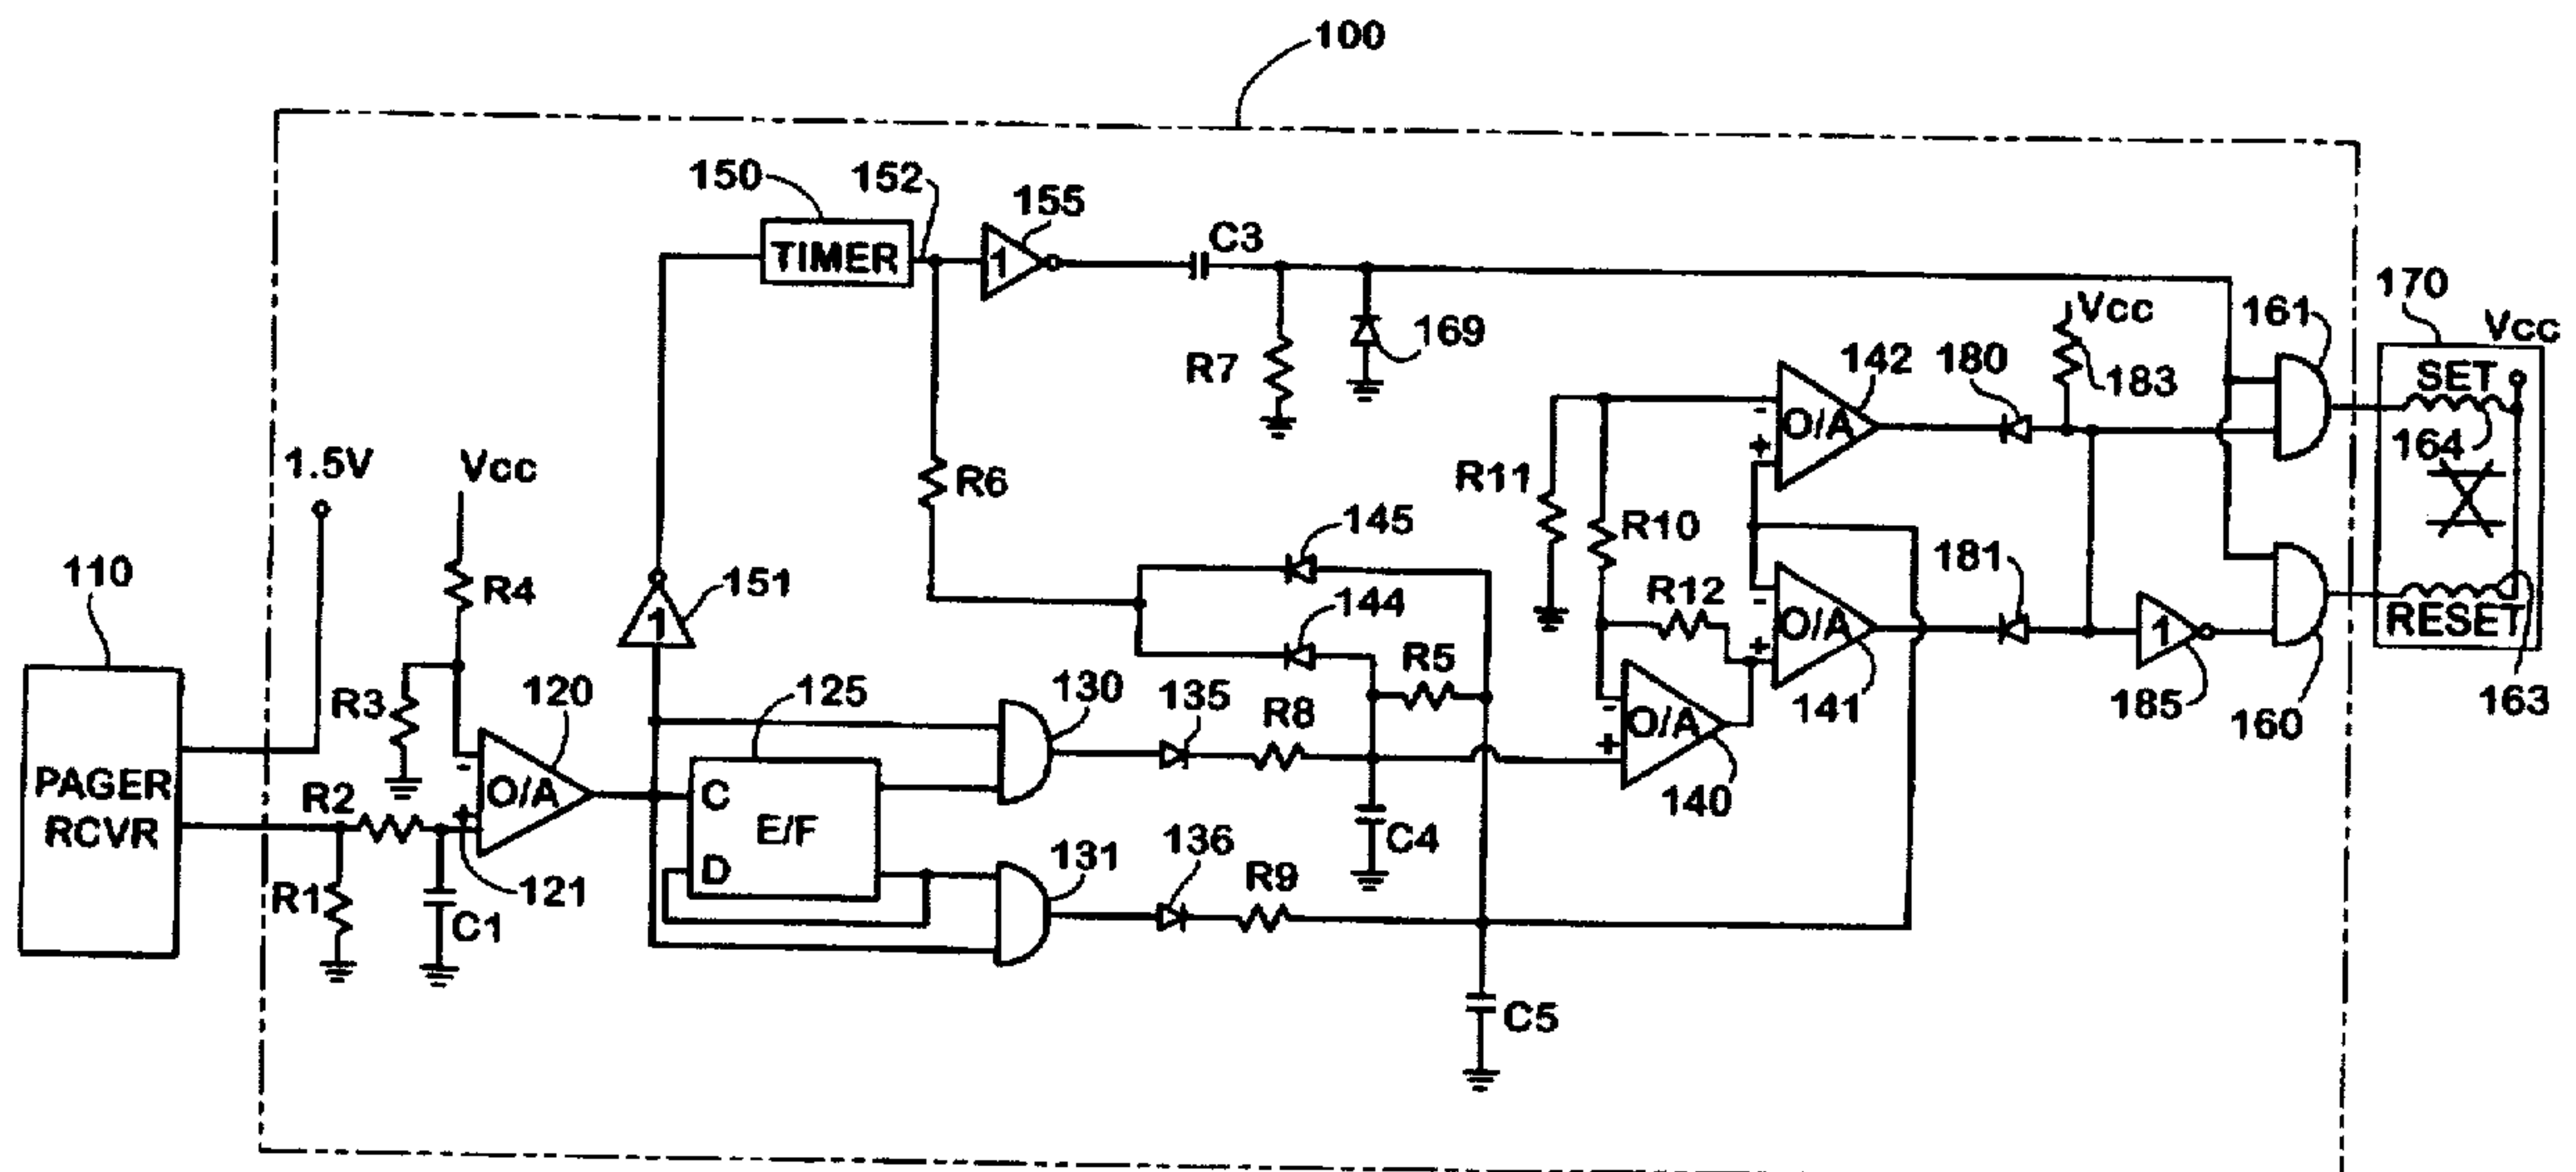 100
150
152
155
C3
TIMER
1
170
Vcc
161
Vcc
169
R7
142
180
183
SET
-
+
O/A
164
1.5V
Vcc
R6
R11
R10
145
181
110
R4
151
1
144
R12
-
O/A
+
1
RESET
R3
120
125
130
135
R8
R5
-
O/A
+
140
141
185
160
163
PAGER
RCVR
R2
-
O/A
+
C
E/F
D
C4
131
136
R9
R1
121
C1
C5